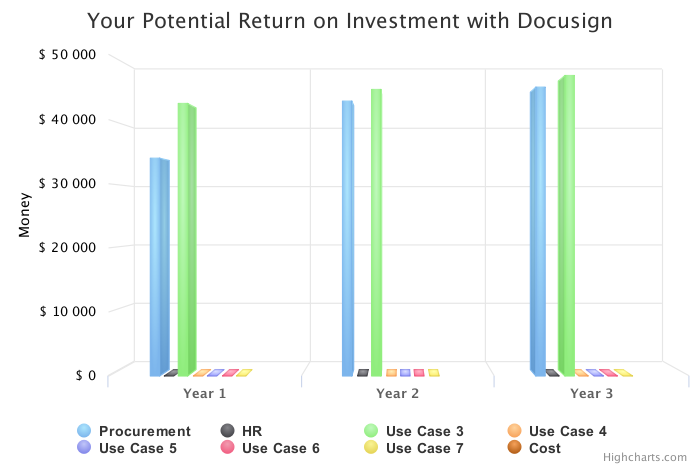 Your Potential Return on Investment with Docusign
$ 50 000
$ 40 000
$ 30 000
$ 20 000
$ 10 000
$ 0
Money
Year 1
Year 2
Year 3
Procurement
HR
Use Case 3
Use Case 4
Use Case 5
Use Case 6
Use Case 7
Cost
Highcharts.com